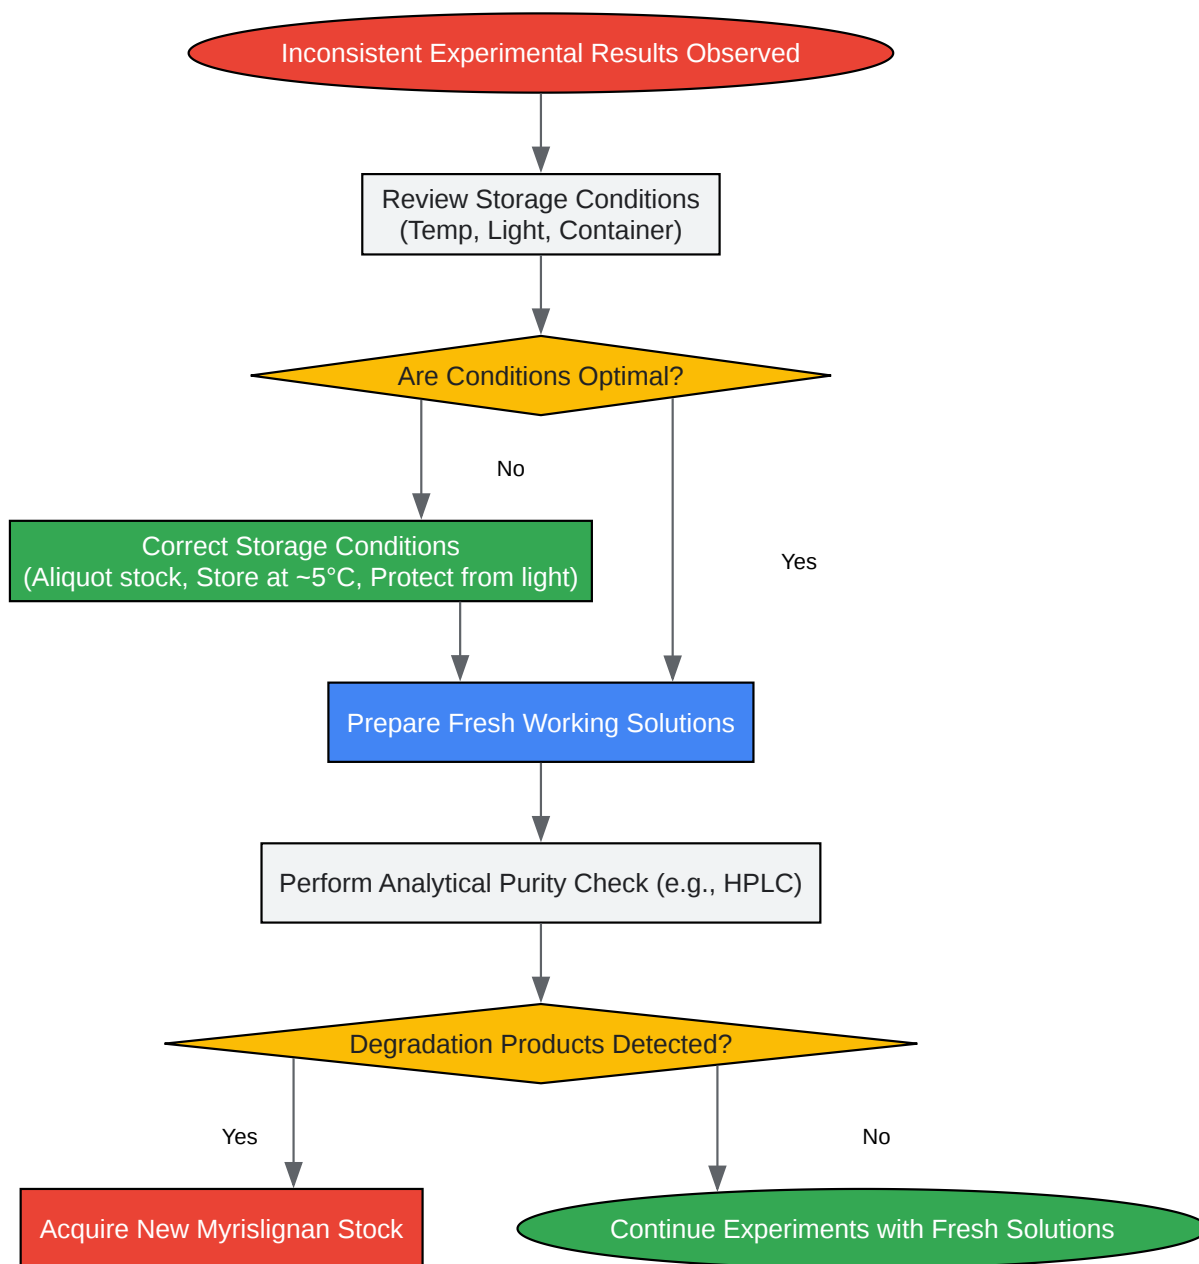 Inconsistent Experimental Results Observed
Review Storage Conditions
(Temp, Light, Container)
Are Conditions Optimal?
No
Correct Storage Conditions
(Aliquot stock, Store at ~5°C, Protect from light)
Yes
Prepare Fresh Working Solutions
Perform Analytical Purity Check (e.g., HPLC)
Degradation Products Detected?
Yes
No
Acquire New Myrislignan Stock
Continue Experiments with Fresh Solutions